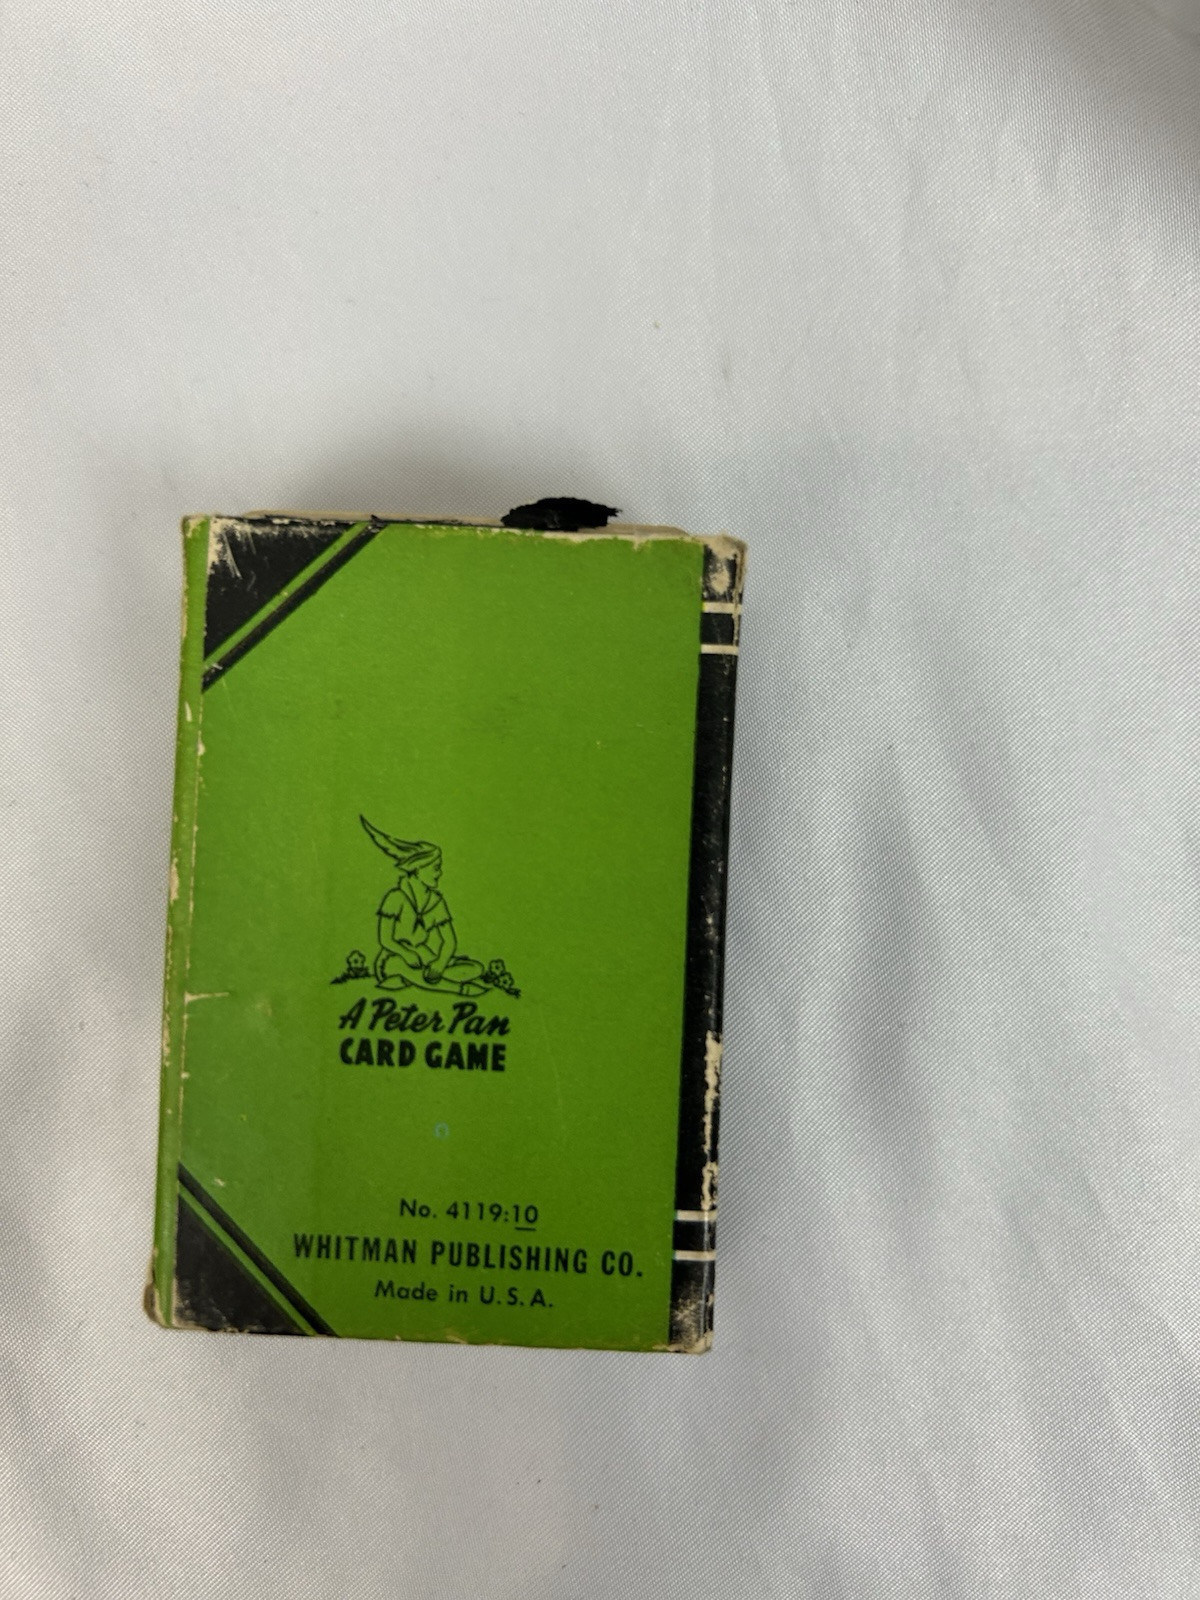 A Peter Pan
CARD GAME
No. 4119:10
WHITMAN PUBLISHING CO.
Made in U.S.A.